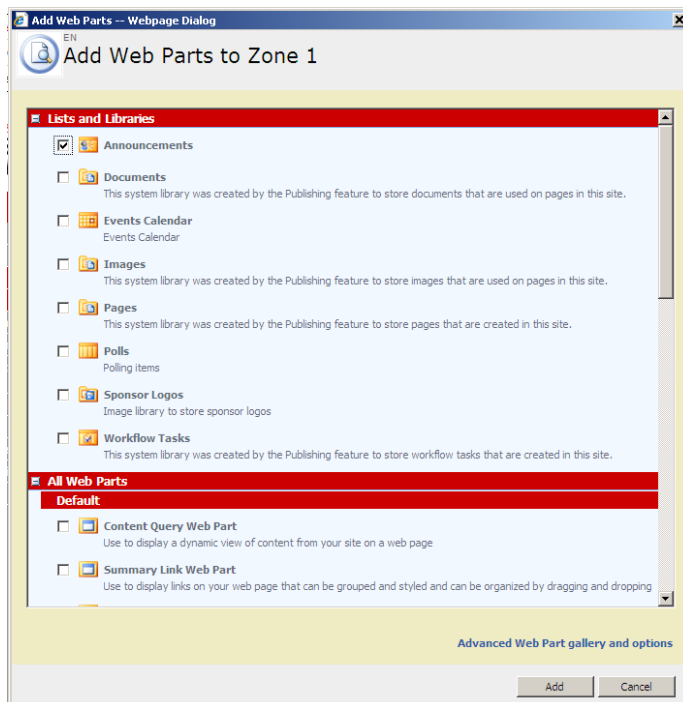 Add Web Parts -- Webpage Dialog
EN
Add Web Parts to Zone 1
Lists and Libraries
Announcements
Documents
This system library was created by the Publishing feature to store documents that are used on pages in this site.
Events Calendar
Events Calendar
Images
This system library was created by the Publishing feature to store images that are used on pages in this site.
Pages
This system library was created by the Publishing feature to store pages that are created in this site.
Polls
Polling items
Sponsor Logos
Image library to store sponsor logos
Workflow Tasks
This system library was created by the Publishing feature to store workflow tasks that are created in this site.
All Web Parts
Default
Content Query Web Part
Use to display a dynamic view of content from your site on a web page
Summary Link Web Part
Use to display links on your web page that can be grouped and styled and can be organized by dragging and dropping
Advanced Web Part gallery and options
Add Cancel